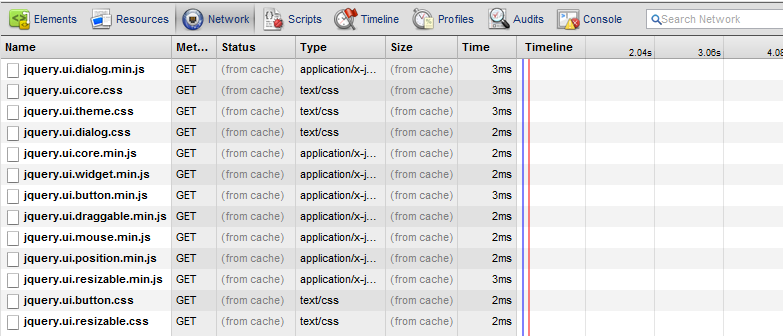 Elements Resources Network Scripts Timeline Profiles Audits Console Search Network
Name Met... Status Type Size Time Timeline 2.04s 3.06s 4.08
jquery.ui.dialog.min.js GET (from cache) application/x-j... (from cache) 3ms
jquery.ui.core.css GET (from cache) text/css (from cache) 3ms
jquery.ui.theme.css GET (from cache) text/css (from cache) 3ms
jquery.ui.dialog.css GET (from cache) text/css (from cache) 2ms
jquery.ui.core.min.js GET (from cache) application/x-j... (from cache) 2ms
jquery.ui.widget.min.js GET (from cache) application/x-j... (from cache) 2ms
jquery.ui.button.min.js GET (from cache) application/x-j... (from cache) 3ms
jquery.ui.draggable.min.js GET (from cache) application/x-j... (from cache) 2ms
jquery.ui.mouse.min.js GET (from cache) application/x-j... (from cache) 2ms
jquery.ui.position.min.js GET (from cache) application/x-j... (from cache) 2ms
jquery.ui.resizable.min.js GET (from cache) application/x-j... (from cache) 3ms
jquery.ui.button.css GET (from cache) text/css (from cache) 2ms
jquery.ui.resizable.css GET (from cache) text/css (from cache) 2ms